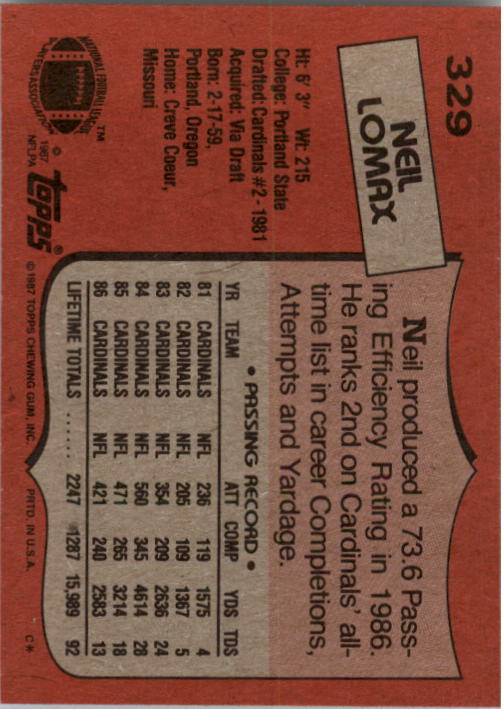 329
NEIL
LOMAX
Ht: 6' 3" Wt: 215
College: Portland State
Drafted: Cardinals #2-1981
Acquired: Via Draft
Born: 2-17-59,
Portland, Oregon
Home: Creve Coeur,
Missouri
NATIONAL FOOTBALL LEAGUE
PLAYERS ASSOCIATION
™
© 1987
NFLPA
topps®
© 1987 TOPPS CHEWING GUM, INC.
PRTD. IN U.S.A.
C*
Neil produced a 73.6 Pass-
ing Efficiency Rating in 1986.
He ranks 2nd on Cardinals' all-
time list in career Completions,
Attempts and Yardage.
• PASSING RECORD •
YR TEAM ATT COMP YDS TDS
81 CARDINALS NFL 236 119 1575 4
82 CARDINALS NFL 205 109 1367 5
83 CARDINALS NFL 354 209 2636 24
84 CARDINALS NFL 560 345 4614 28
85 CARDINALS NFL 471 265 3214 18
86 CARDINALS NFL 421 240 2583 13
LIFETIME TOTALS ...... 2247 1287 15,989 92